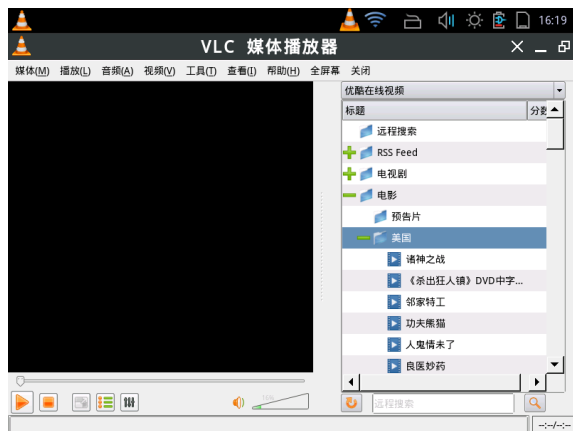 16:19
VLC 媒体播放器
媒体(M) 播放(L) 音频(A) 视频(V) 工具(T) 查看(I) 帮助(H) 全屏幕 关闭
优酷在线视频
标题 分数
远程搜索
RSS Feed
电视剧
电影
预告片
美国
诸神之战
《杀出狂人镇》DVD中字...
邻家特工
功夫熊猫
人鬼情未了
良医妙药
16% 远程搜索
--:--/--:--